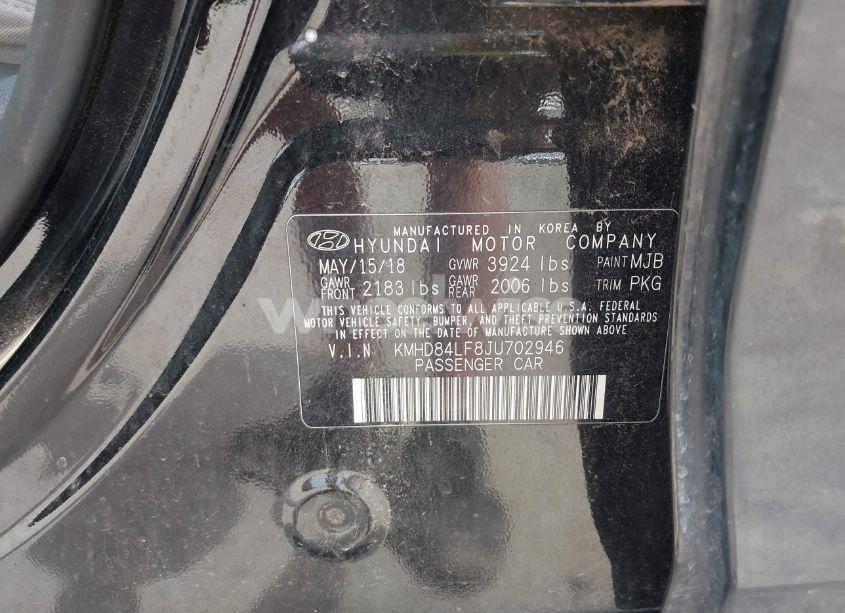 MANUFACTURED IN KOREA BY
HYUNDAI MOTOR COMPANY
MAY/15/18 GVWR 3924 lbs PAINT MJB
GAWR FRONT 2183 lbs GAWR REAR 2006 lbs TRIM PKG
THIS VEHICLE CONFORMS TO ALL APPLICABLE U.S.A. FEDERAL
MOTOR VEHICLE SAFETY, BUMPER, AND THEFT PREVENTION STANDARDS
IN EFFECT ON THE DATE OF MANUFACTURE SHOWN ABOVE
V.I.N KMHD84LF8JU702946
PASSENGER CAR